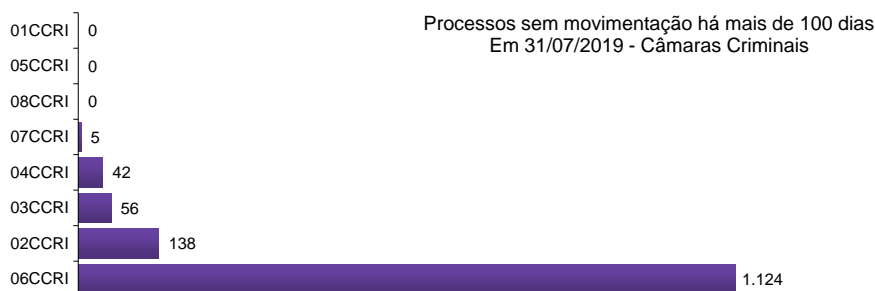 Processos sem movimentação há mais de 100 dias
Em 31/07/2019 - Câmaras Criminais
01CCRI 0
05CCRI 0
08CCRI 0
07CCRI 5
04CCRI 42
03CCRI 56
02CCRI 138
06CCRI 1.124